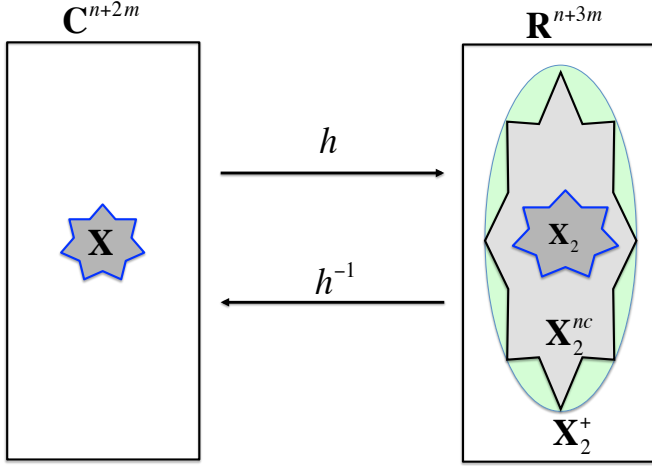 C^{n+2m}
R^{n+3m}
h
X
X_2
h^{-1}
X_2^{nc}
X_2^+